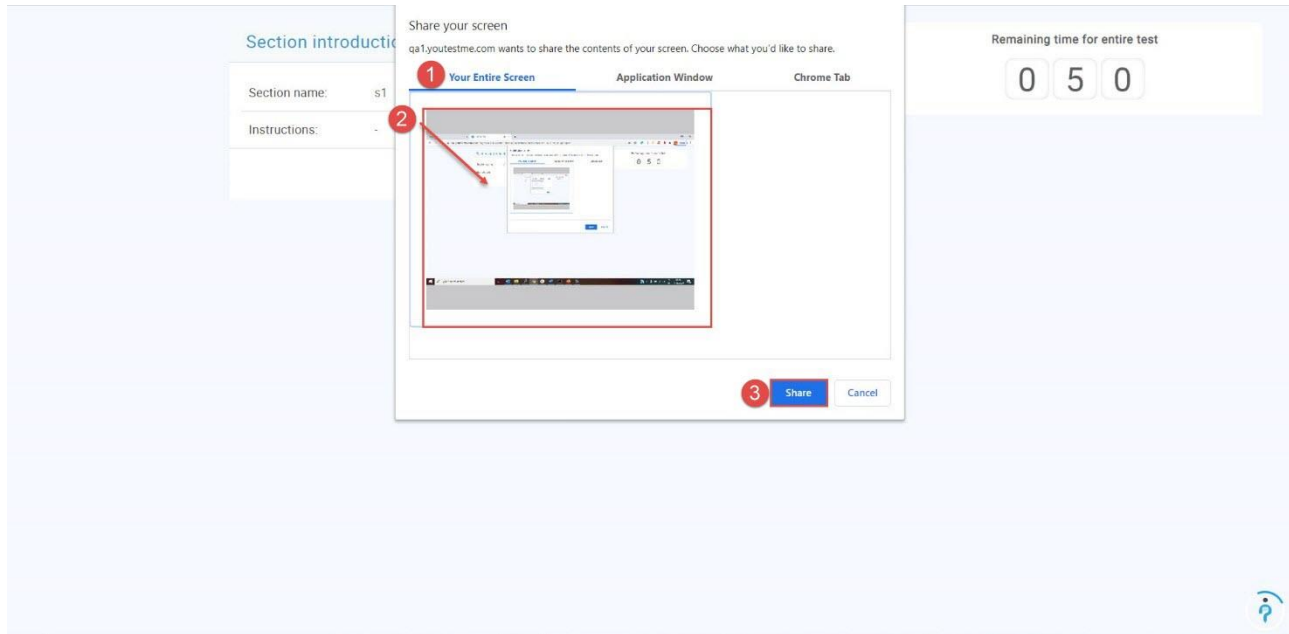 Share your screen
qa1.youtestme.com wants to share the contents of your screen. Choose what you'd like to share.
1 Your Entire Screen Application Window Chrome Tab
2
3 Share Cancel
Section introductio
Section name: s1
Instructions: -
Remaining time for entire test
0 5 0